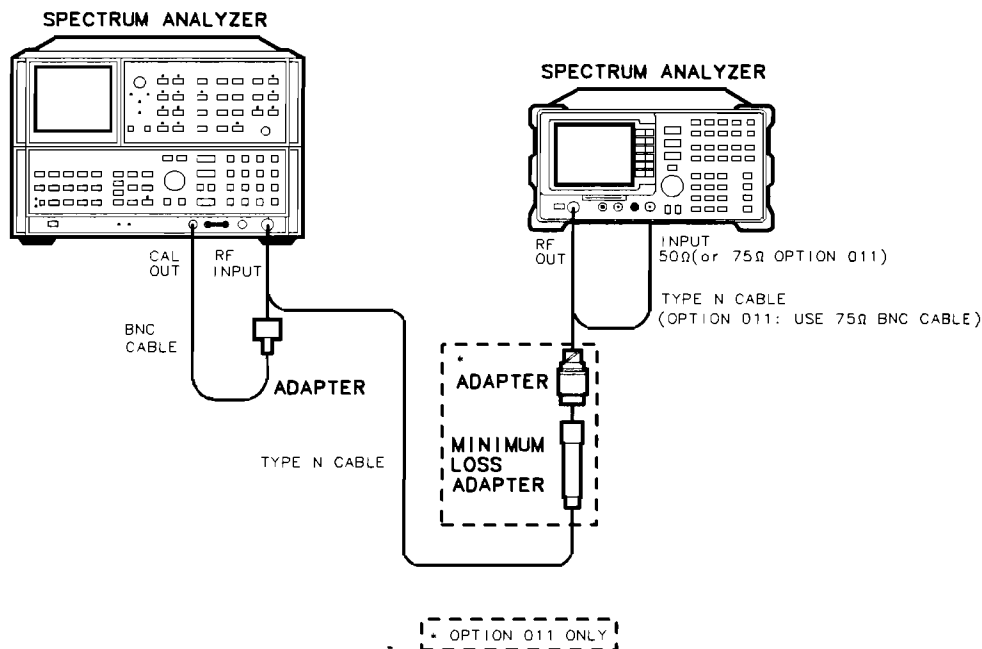 SPECTRUM ANALYZER
SPECTRUM ANALYZER
CAL
OUT
RF
INPUT
RF
OUT
INPUT
50Ω(or 75Ω OPTION 011)
TYPE N CABLE
(OPTION 011: USE 75Ω BNC CABLE)
BNC
CABLE
ADAPTER
*
ADAPTER
MINIMUM
LOSS
ADAPTER
TYPE N CABLE
* OPTION 011 ONLY